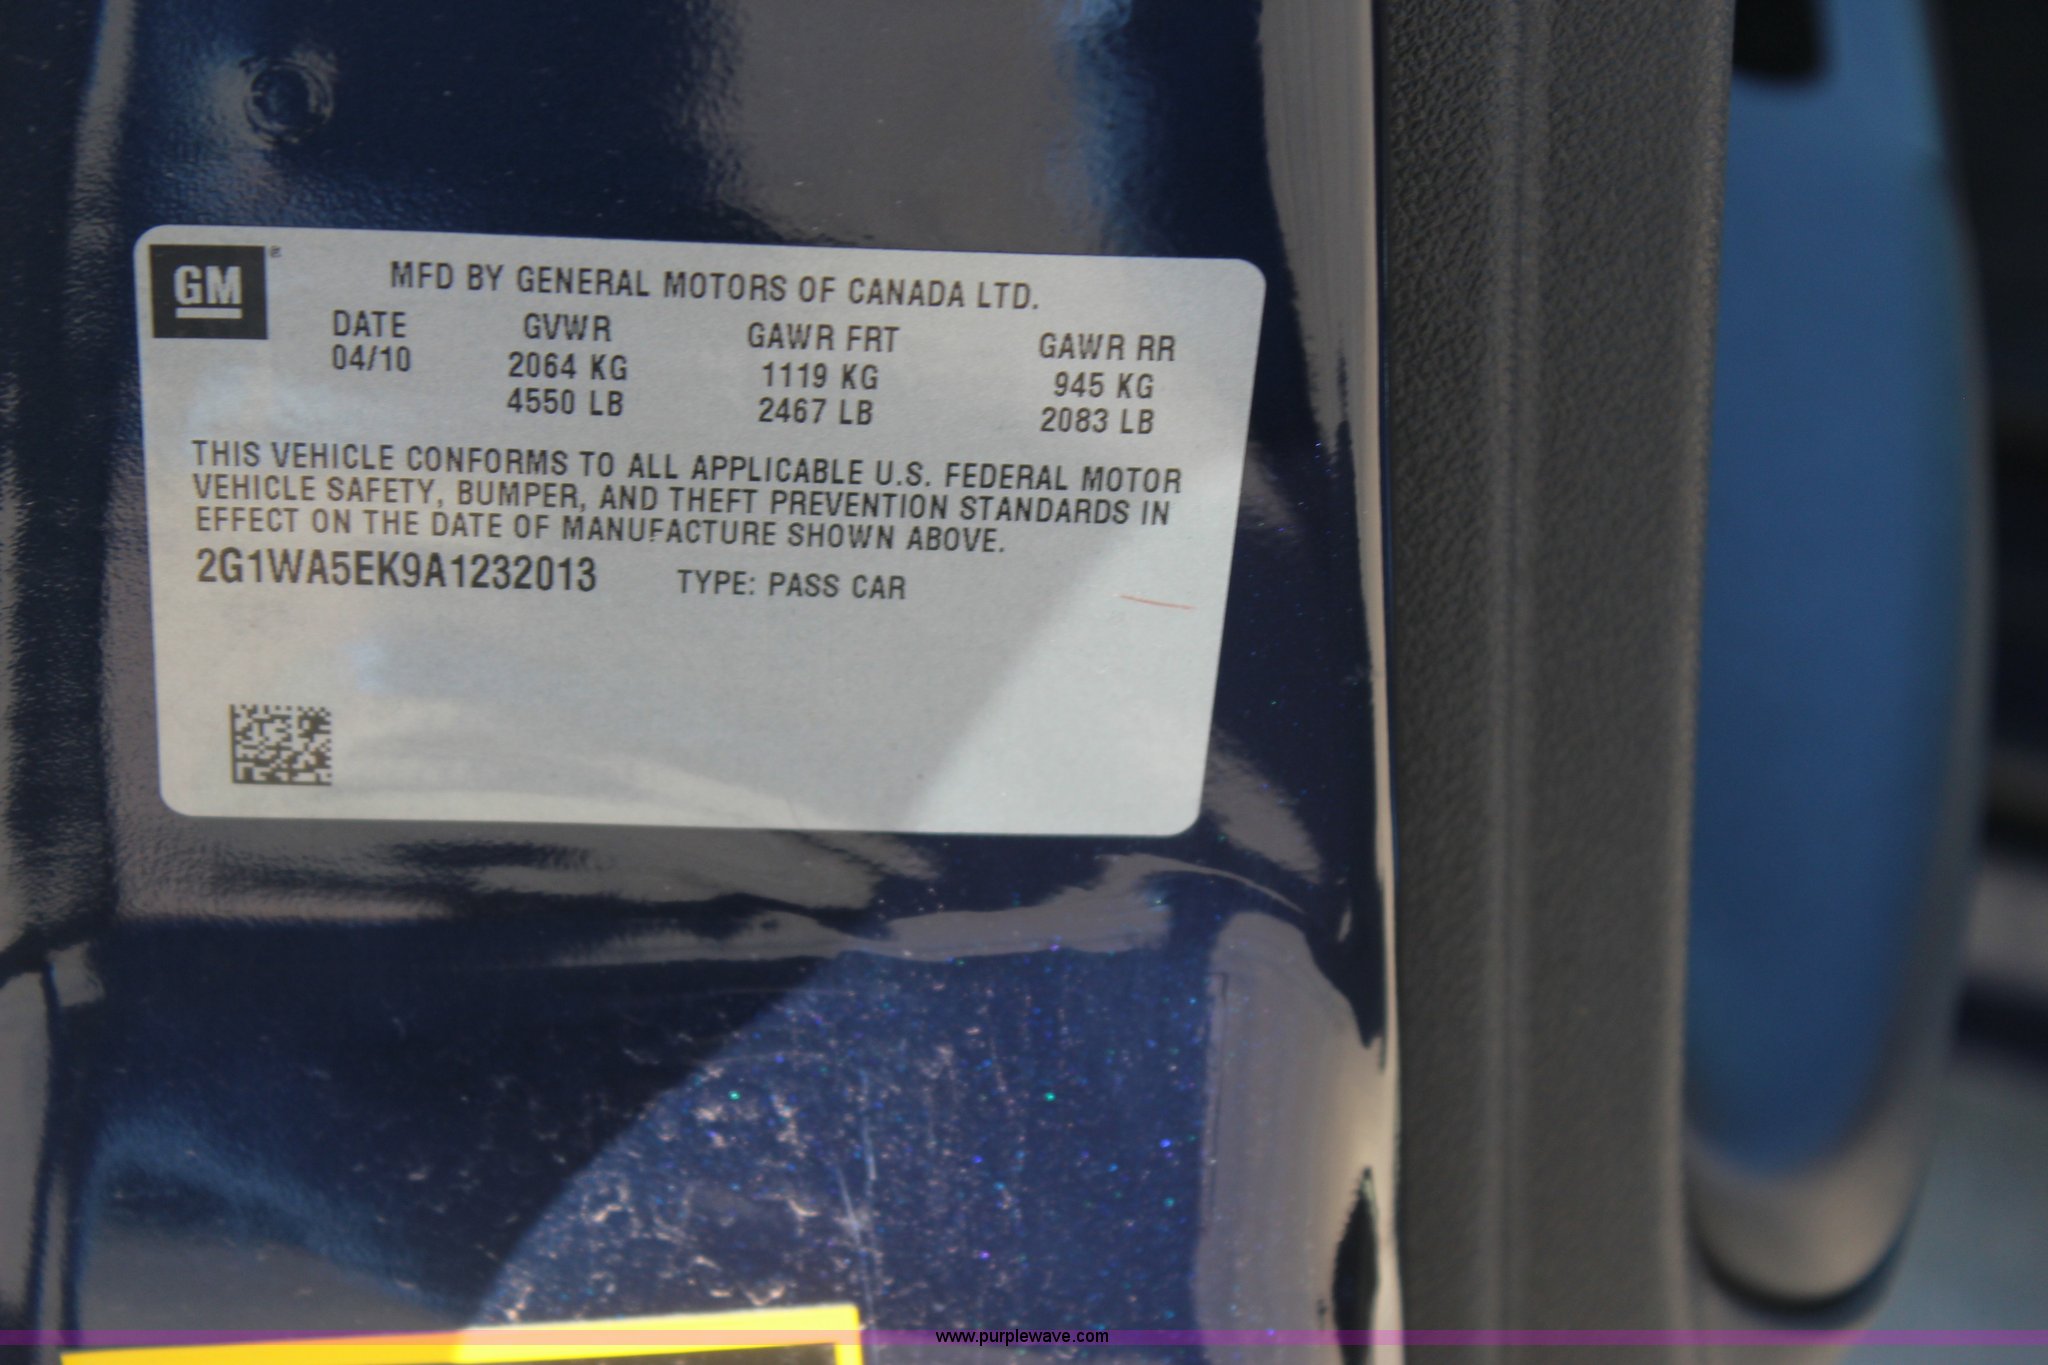 GM ®
MFD BY GENERAL MOTORS OF CANADA LTD.
DATE GVWR GAWR FRT GAWR RR
04/10 2064 KG 1119 KG 945 KG
4550 LB 2467 LB 2083 LB
THIS VEHICLE CONFORMS TO ALL APPLICABLE U.S. FEDERAL MOTOR
VEHICLE SAFETY, BUMPER, AND THEFT PREVENTION STANDARDS IN
EFFECT ON THE DATE OF MANUFACTURE SHOWN ABOVE.
2G1WA5EK9A1232013 TYPE: PASS CAR
www.purplewave.com